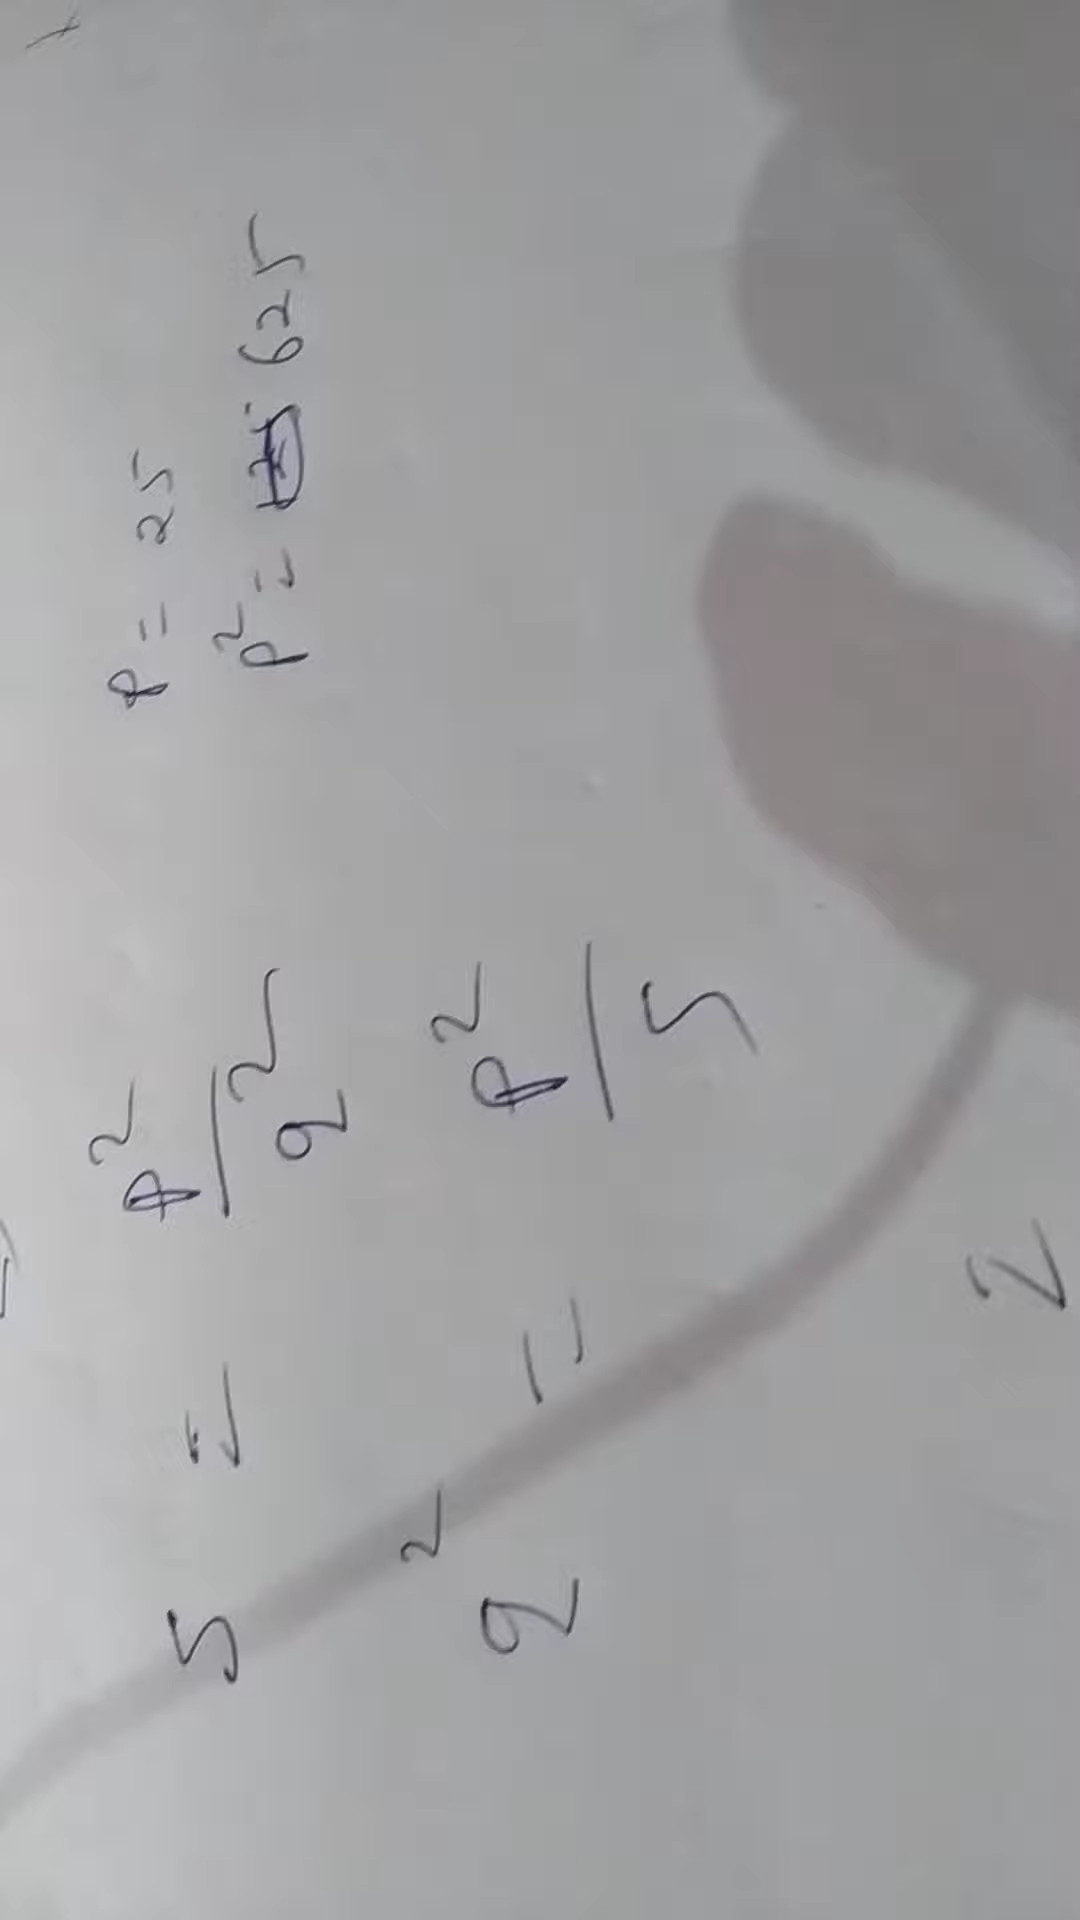 5 = p²/q²
q² = p²/5
2
p = 25
p² = 625